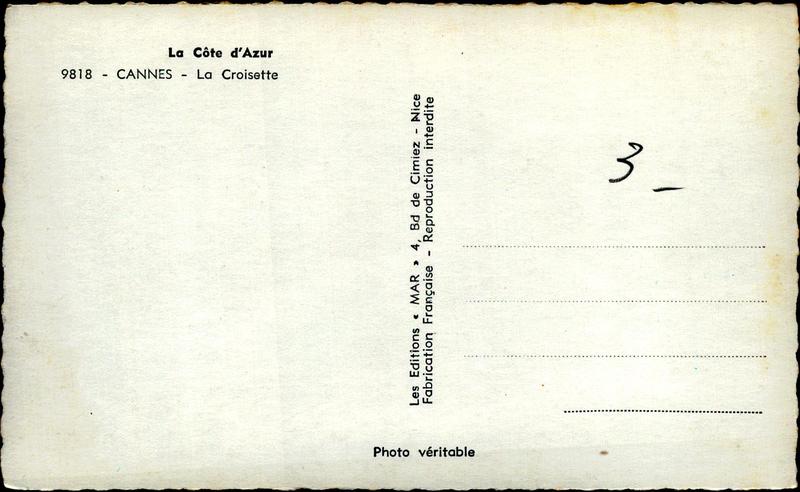 La Côte d'Azur
9818 - CANNES - La Croisette
Les Editions « MAR » 4, Bd de Cimiez - Nice
Fabrication Française - Reproduction interdite
3 -
Photo véritable